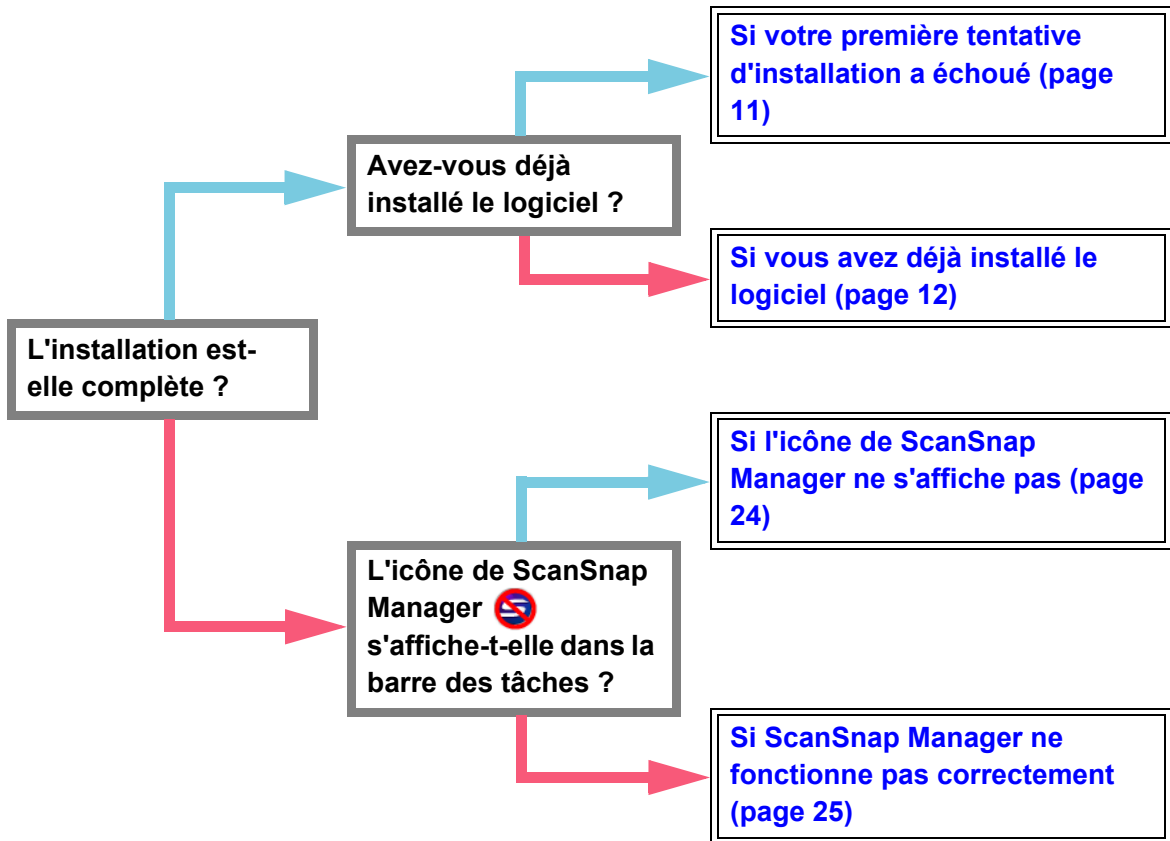 Si votre première tentative
d'installation a échoué (page
11)
Avez-vous déjà
installé le logiciel ?
Si vous avez déjà installé le
logiciel (page 12)
L'installation est-
elle complète ?
Si l'icône de ScanSnap
Manager ne s'affiche pas (page
24)
L'icône de ScanSnap
Manager
s'affiche-t-elle dans la
barre des tâches ?
Si ScanSnap Manager ne
fonctionne pas correctement
(page 25)